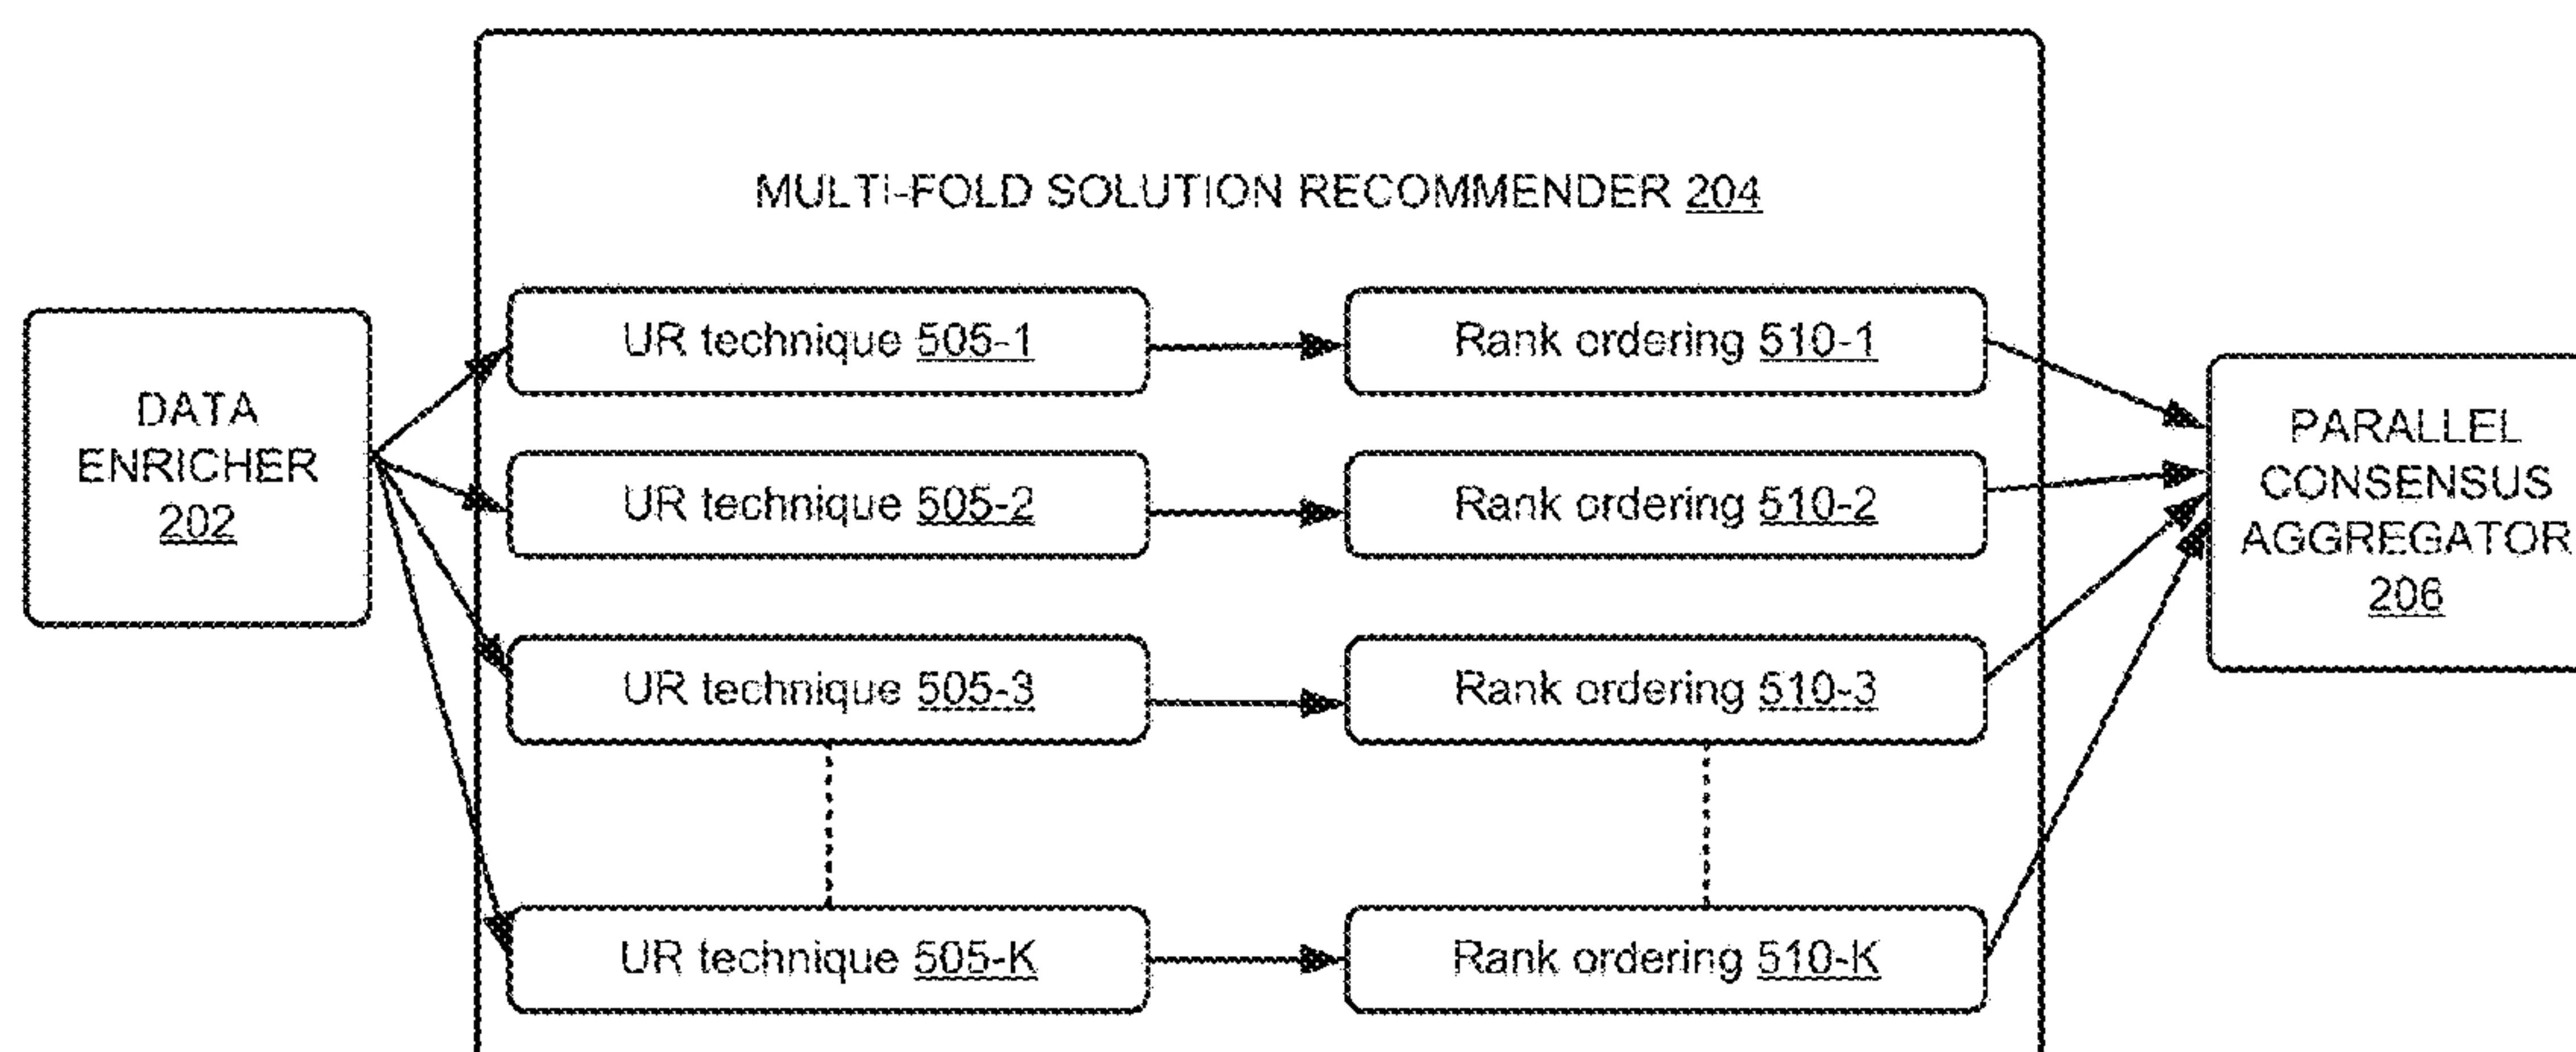 MULTI-FOLD SOLUTION RECOMMENDER 204
DATA
ENRICHER
202
UR technique 505-1
Rank ordering 510-1
UR technique 505-2
Rank ordering 510-2
UR technique 505-3
Rank ordering 510-3
UR technique 505-K
Rank ordering 510-K
PARALLEL
CONSENSUS
AGGREGATOR
206